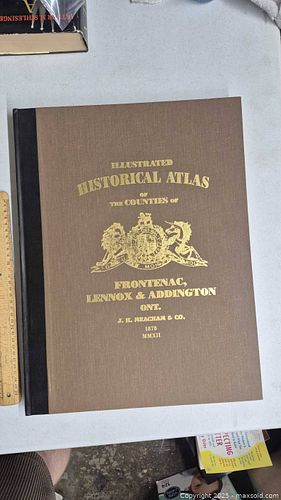 ILLUSTRATED
HISTORICAL ATLAS
OF
THE COUNTIES OF
FRONTENAC,
LENNOX & ADDINGTON
ONT.
J. H. MEACHAM & CO.
1878
MMXII
Copyright 2025 - maxsold.com